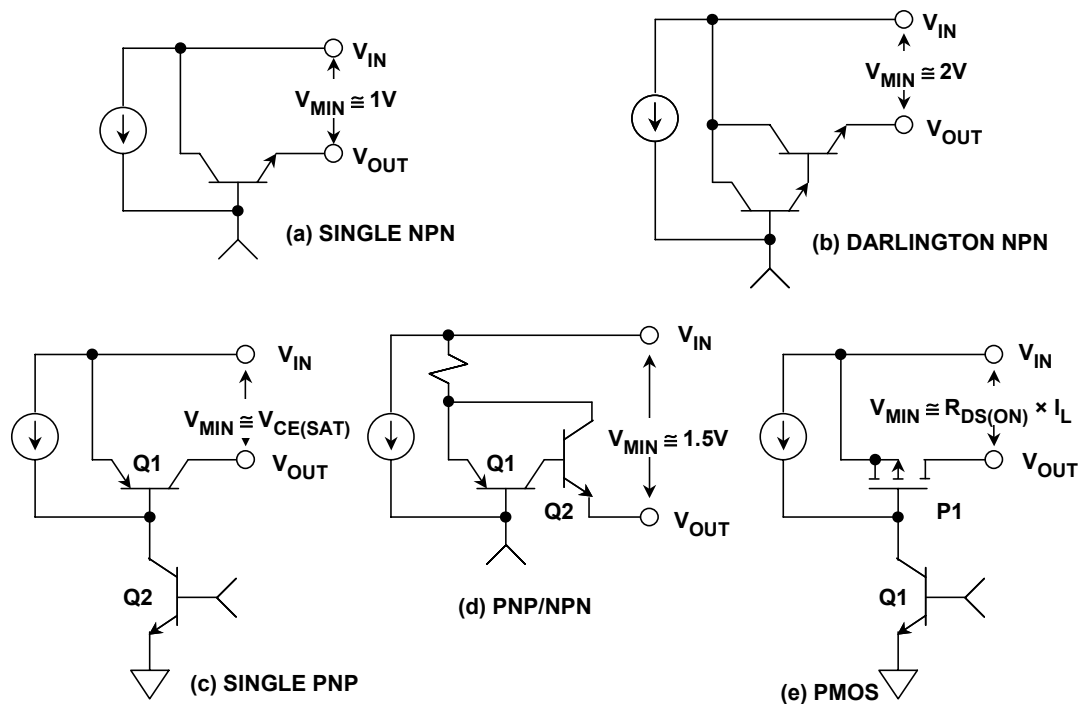 V_IN
V_MIN ≅ 1V
V_OUT
(a) SINGLE NPN
V_IN
V_MIN ≅ 2V
V_OUT
(b) DARLINGTON NPN
V_IN
V_MIN ≅ V_CE(SAT)
Q1
V_OUT
Q2
(c) SINGLE PNP
V_IN
V_MIN ≅ 1.5V
Q1
Q2
V_OUT
(d) PNP/NPN
V_IN
V_MIN ≅ R_DS(ON) × I_L
V_OUT
P1
Q1
(e) PMOS